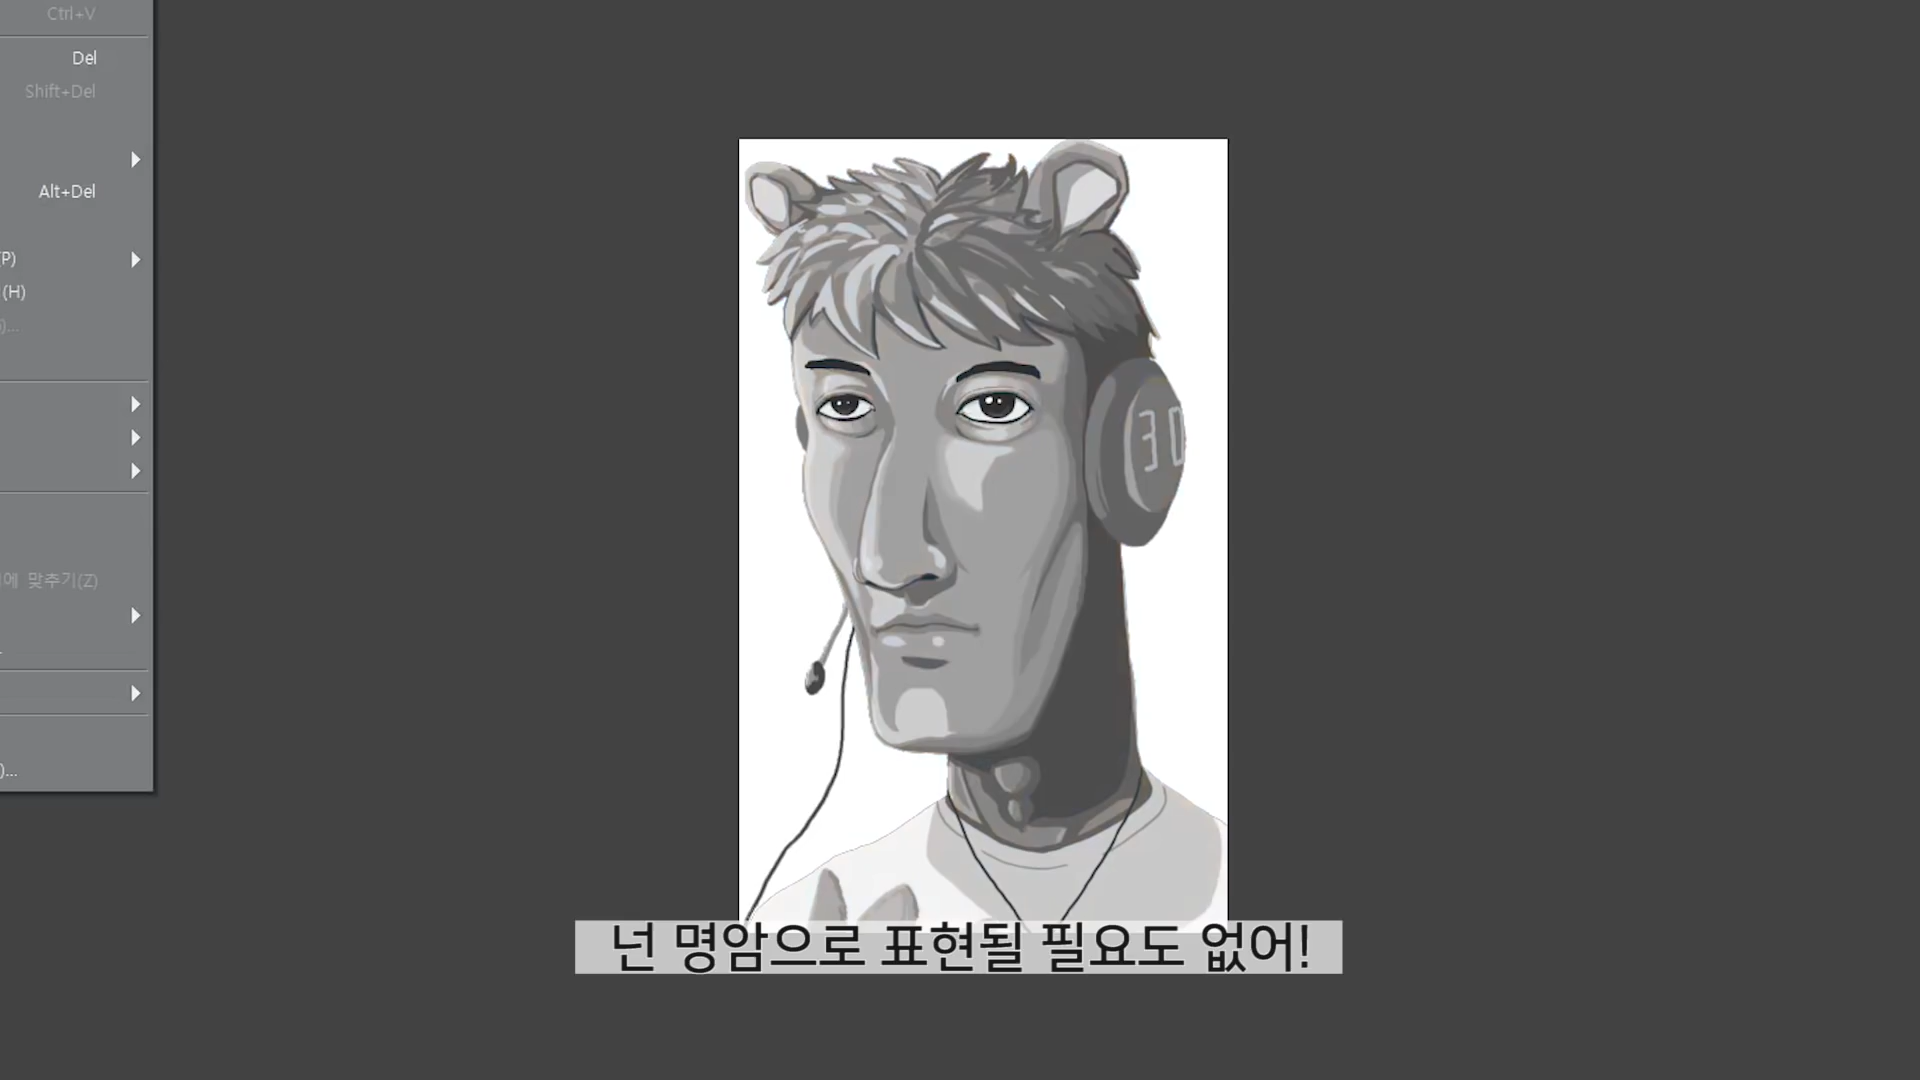 Ctrl+V
Del
Shift+Del
Alt+Del
(P)
(H)
)...
에 맞추기(Z)
)...
30
넌 명암으로 표현될 필요도 없어!